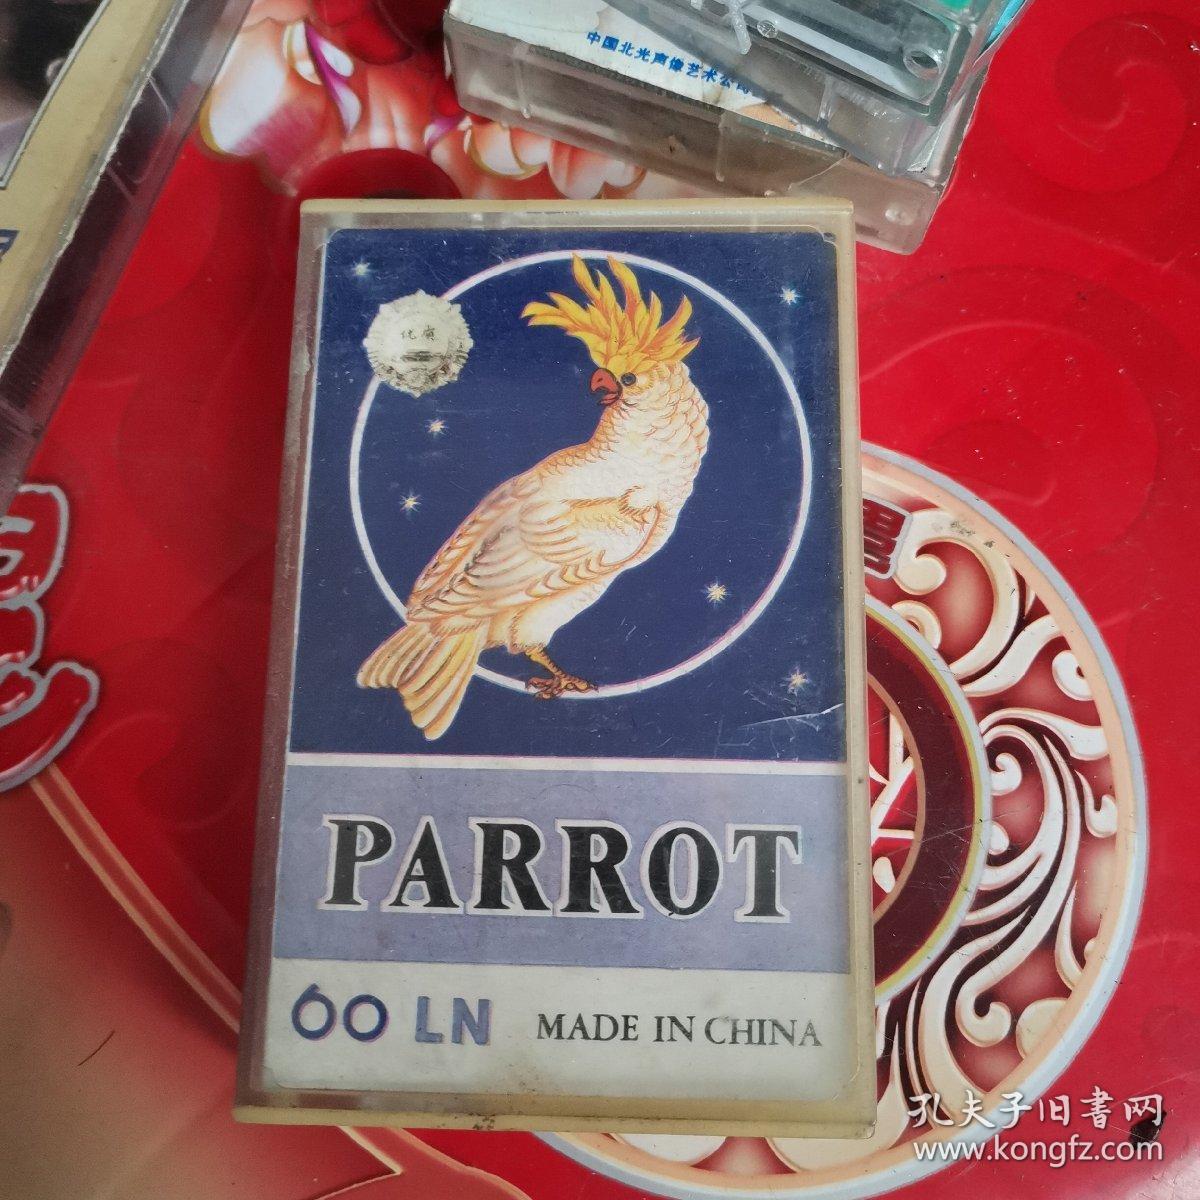 中国北光声像艺术公司
优质
PARROT
60 LN MADE IN CHINA
孔夫子旧書网
www.kongfz.com